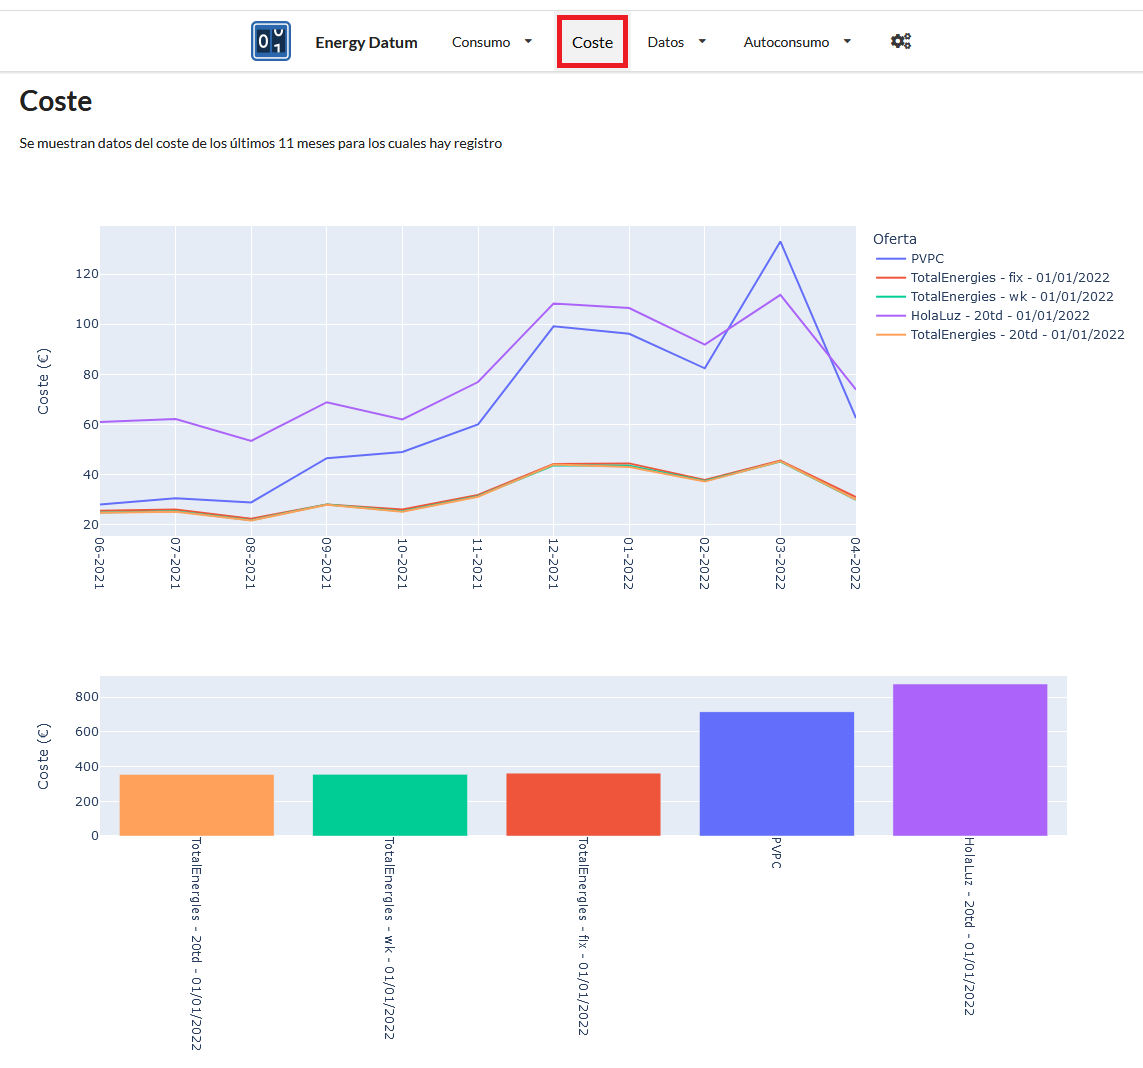 01
Energy Datum
Consumo
Coste
Datos
Autoconsumo
Coste
Se muestran datos del coste de los últimos 11 meses para los cuales hay registro
Coste (€)
120
100
80
60
40
20
06-2021
07-2021
08-2021
09-2021
10-2021
11-2021
12-2021
01-2022
02-2022
03-2022
04-2022
Oferta
PVPC
TotalEnergies - fix - 01/01/2022
TotalEnergies - wk - 01/01/2022
HolaLuz - 20td - 01/01/2022
TotalEnergies - 20td - 01/01/2022
Coste (€)
800
600
400
200
0
TotalEnergies - 20td - 01/01/2022
TotalEnergies - wk - 01/01/2022
TotalEnergies - fix - 01/01/2022
PVPC
HolaLuz - 20td - 01/01/2022